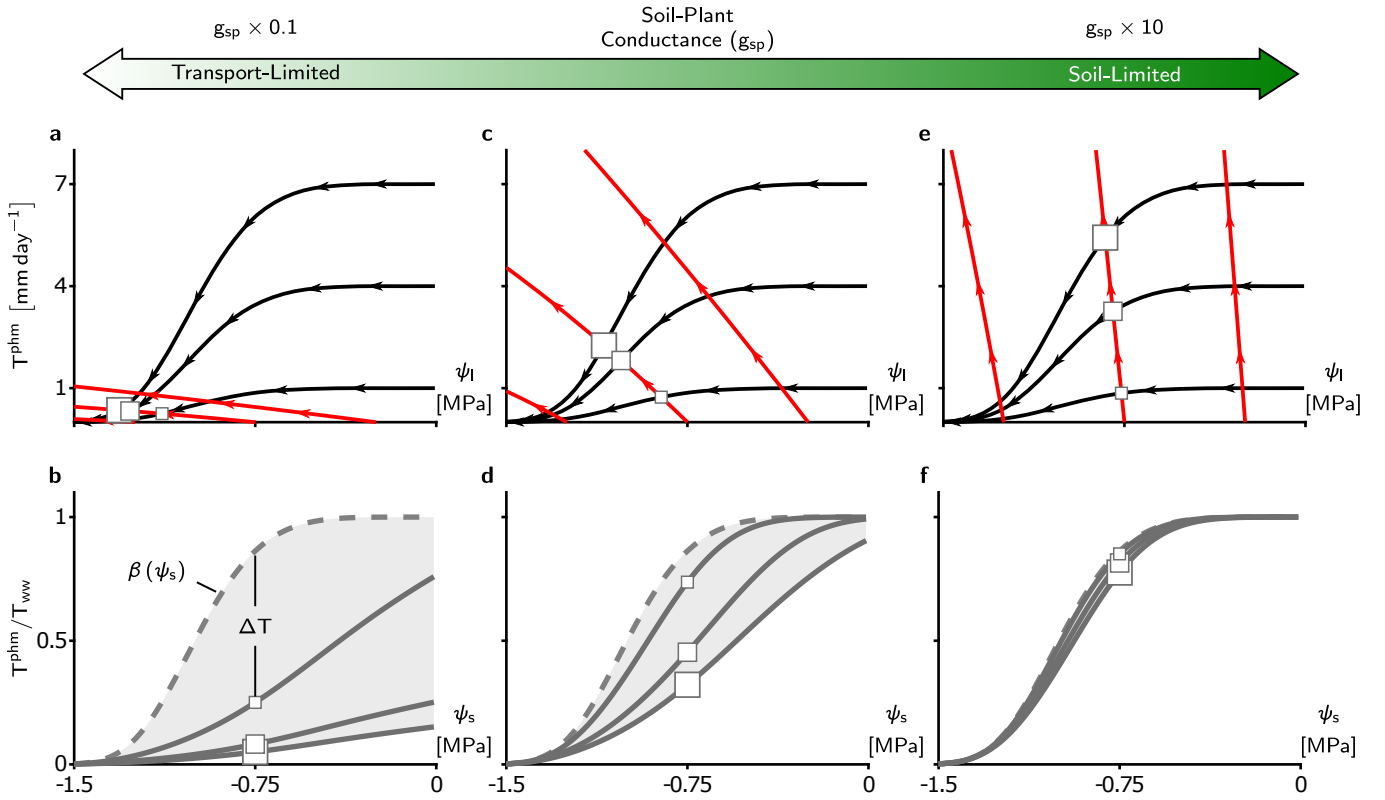 g_sp × 0.1
Soil-Plant
Conductance (g_sp)
g_sp × 10
Transport-Limited
Soil-Limited
a
c
e
T^phm [mm day⁻¹]
7
4
1
ψ_l
[MPa]
ψ_l
[MPa]
ψ_l
[MPa]
b
d
f
T^phm/T_ww
1
0.5
0
β(ψ_s)
ΔT
ψ_s
[MPa]
ψ_s
[MPa]
ψ_s
[MPa]
-1.5 -0.75 0
-1.5 -0.75 0
-1.5 -0.75 0